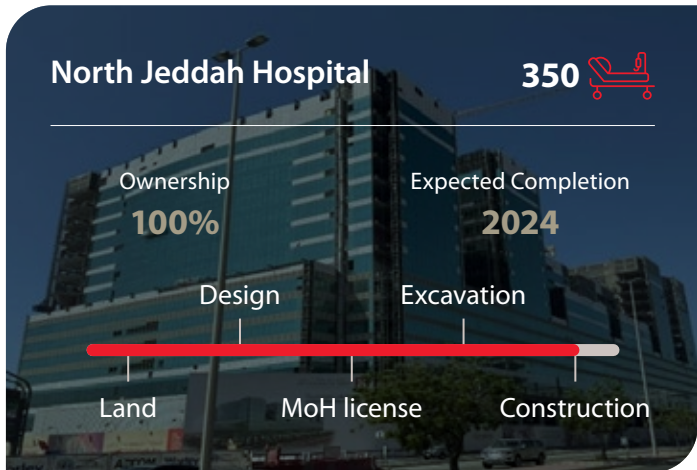 North Jeddah Hospital 350
Ownership Expected Completion
100% 2024
Design Excavation
Land MoH license Construction